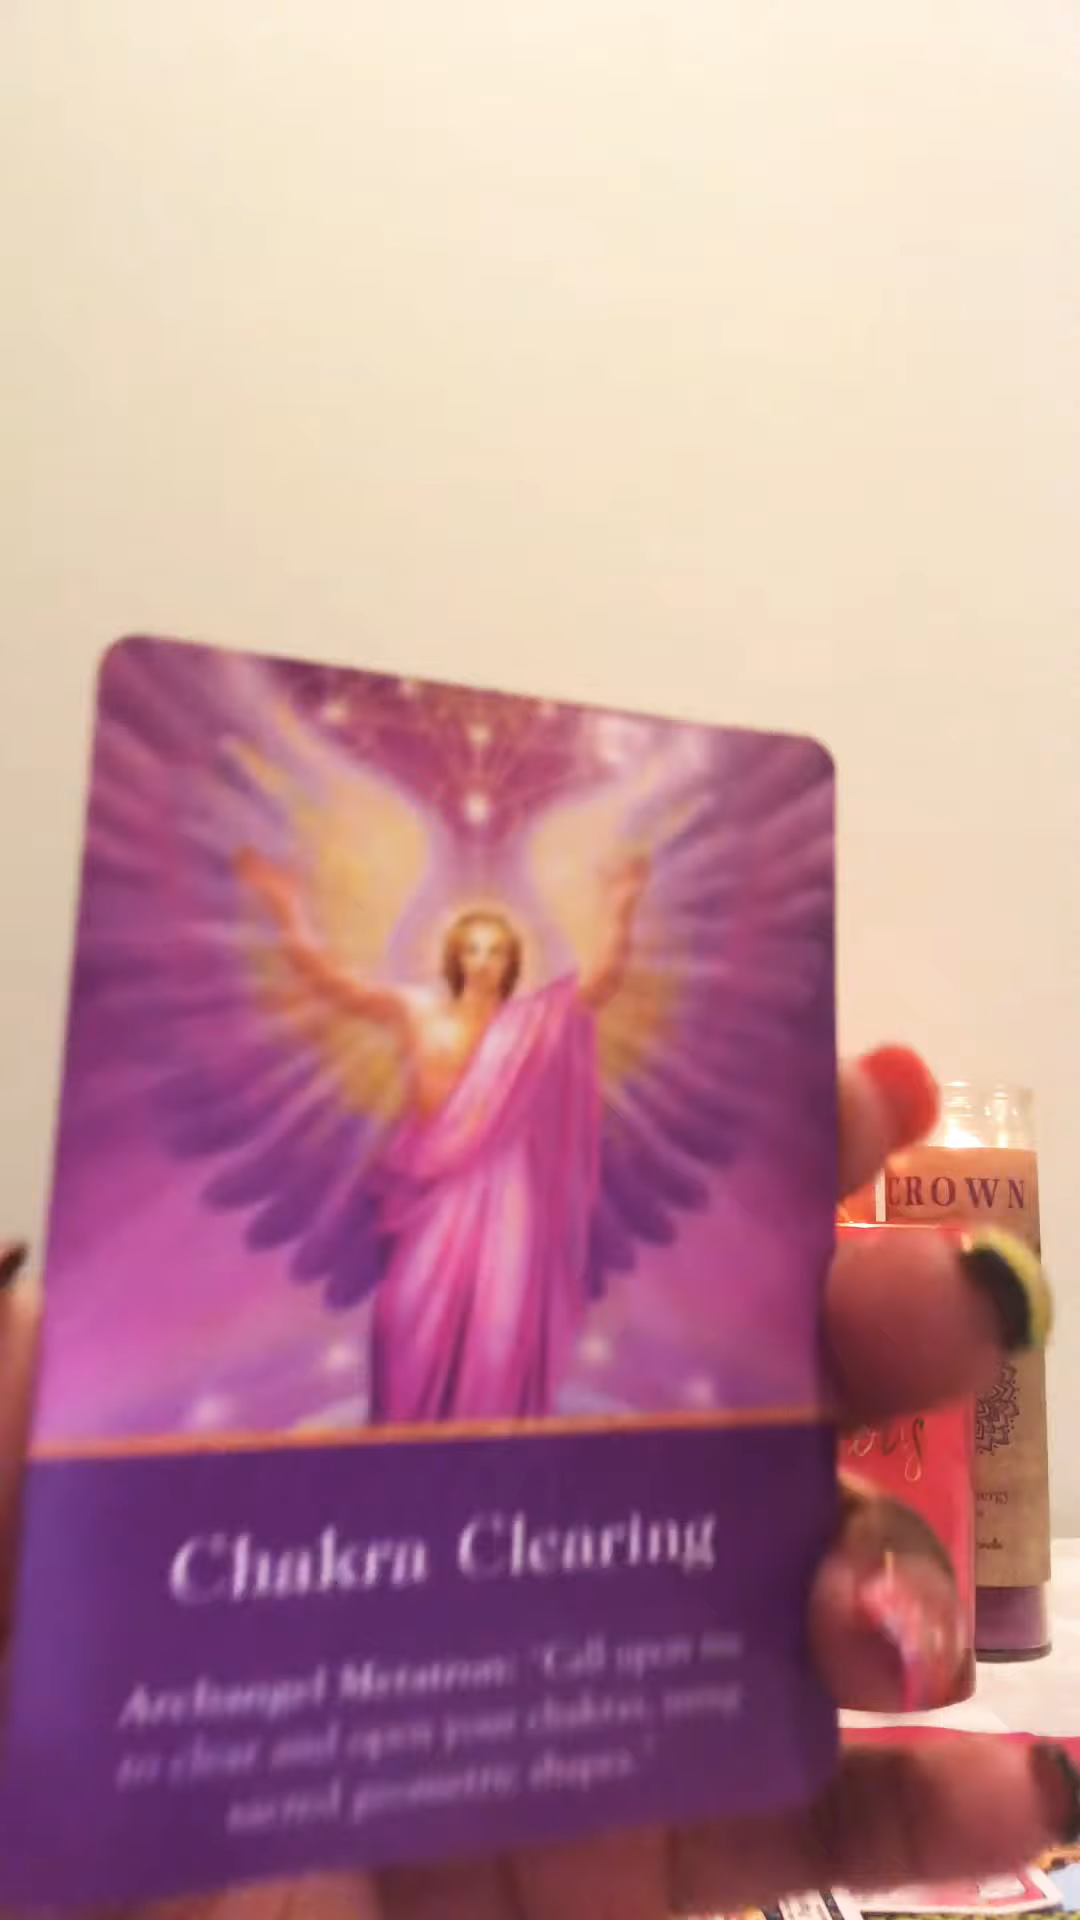 CROWN
Chakra Clearing
Archangel Metatron: "Call upon me
to clear and open your chakras, using
sacred geometric shapes."